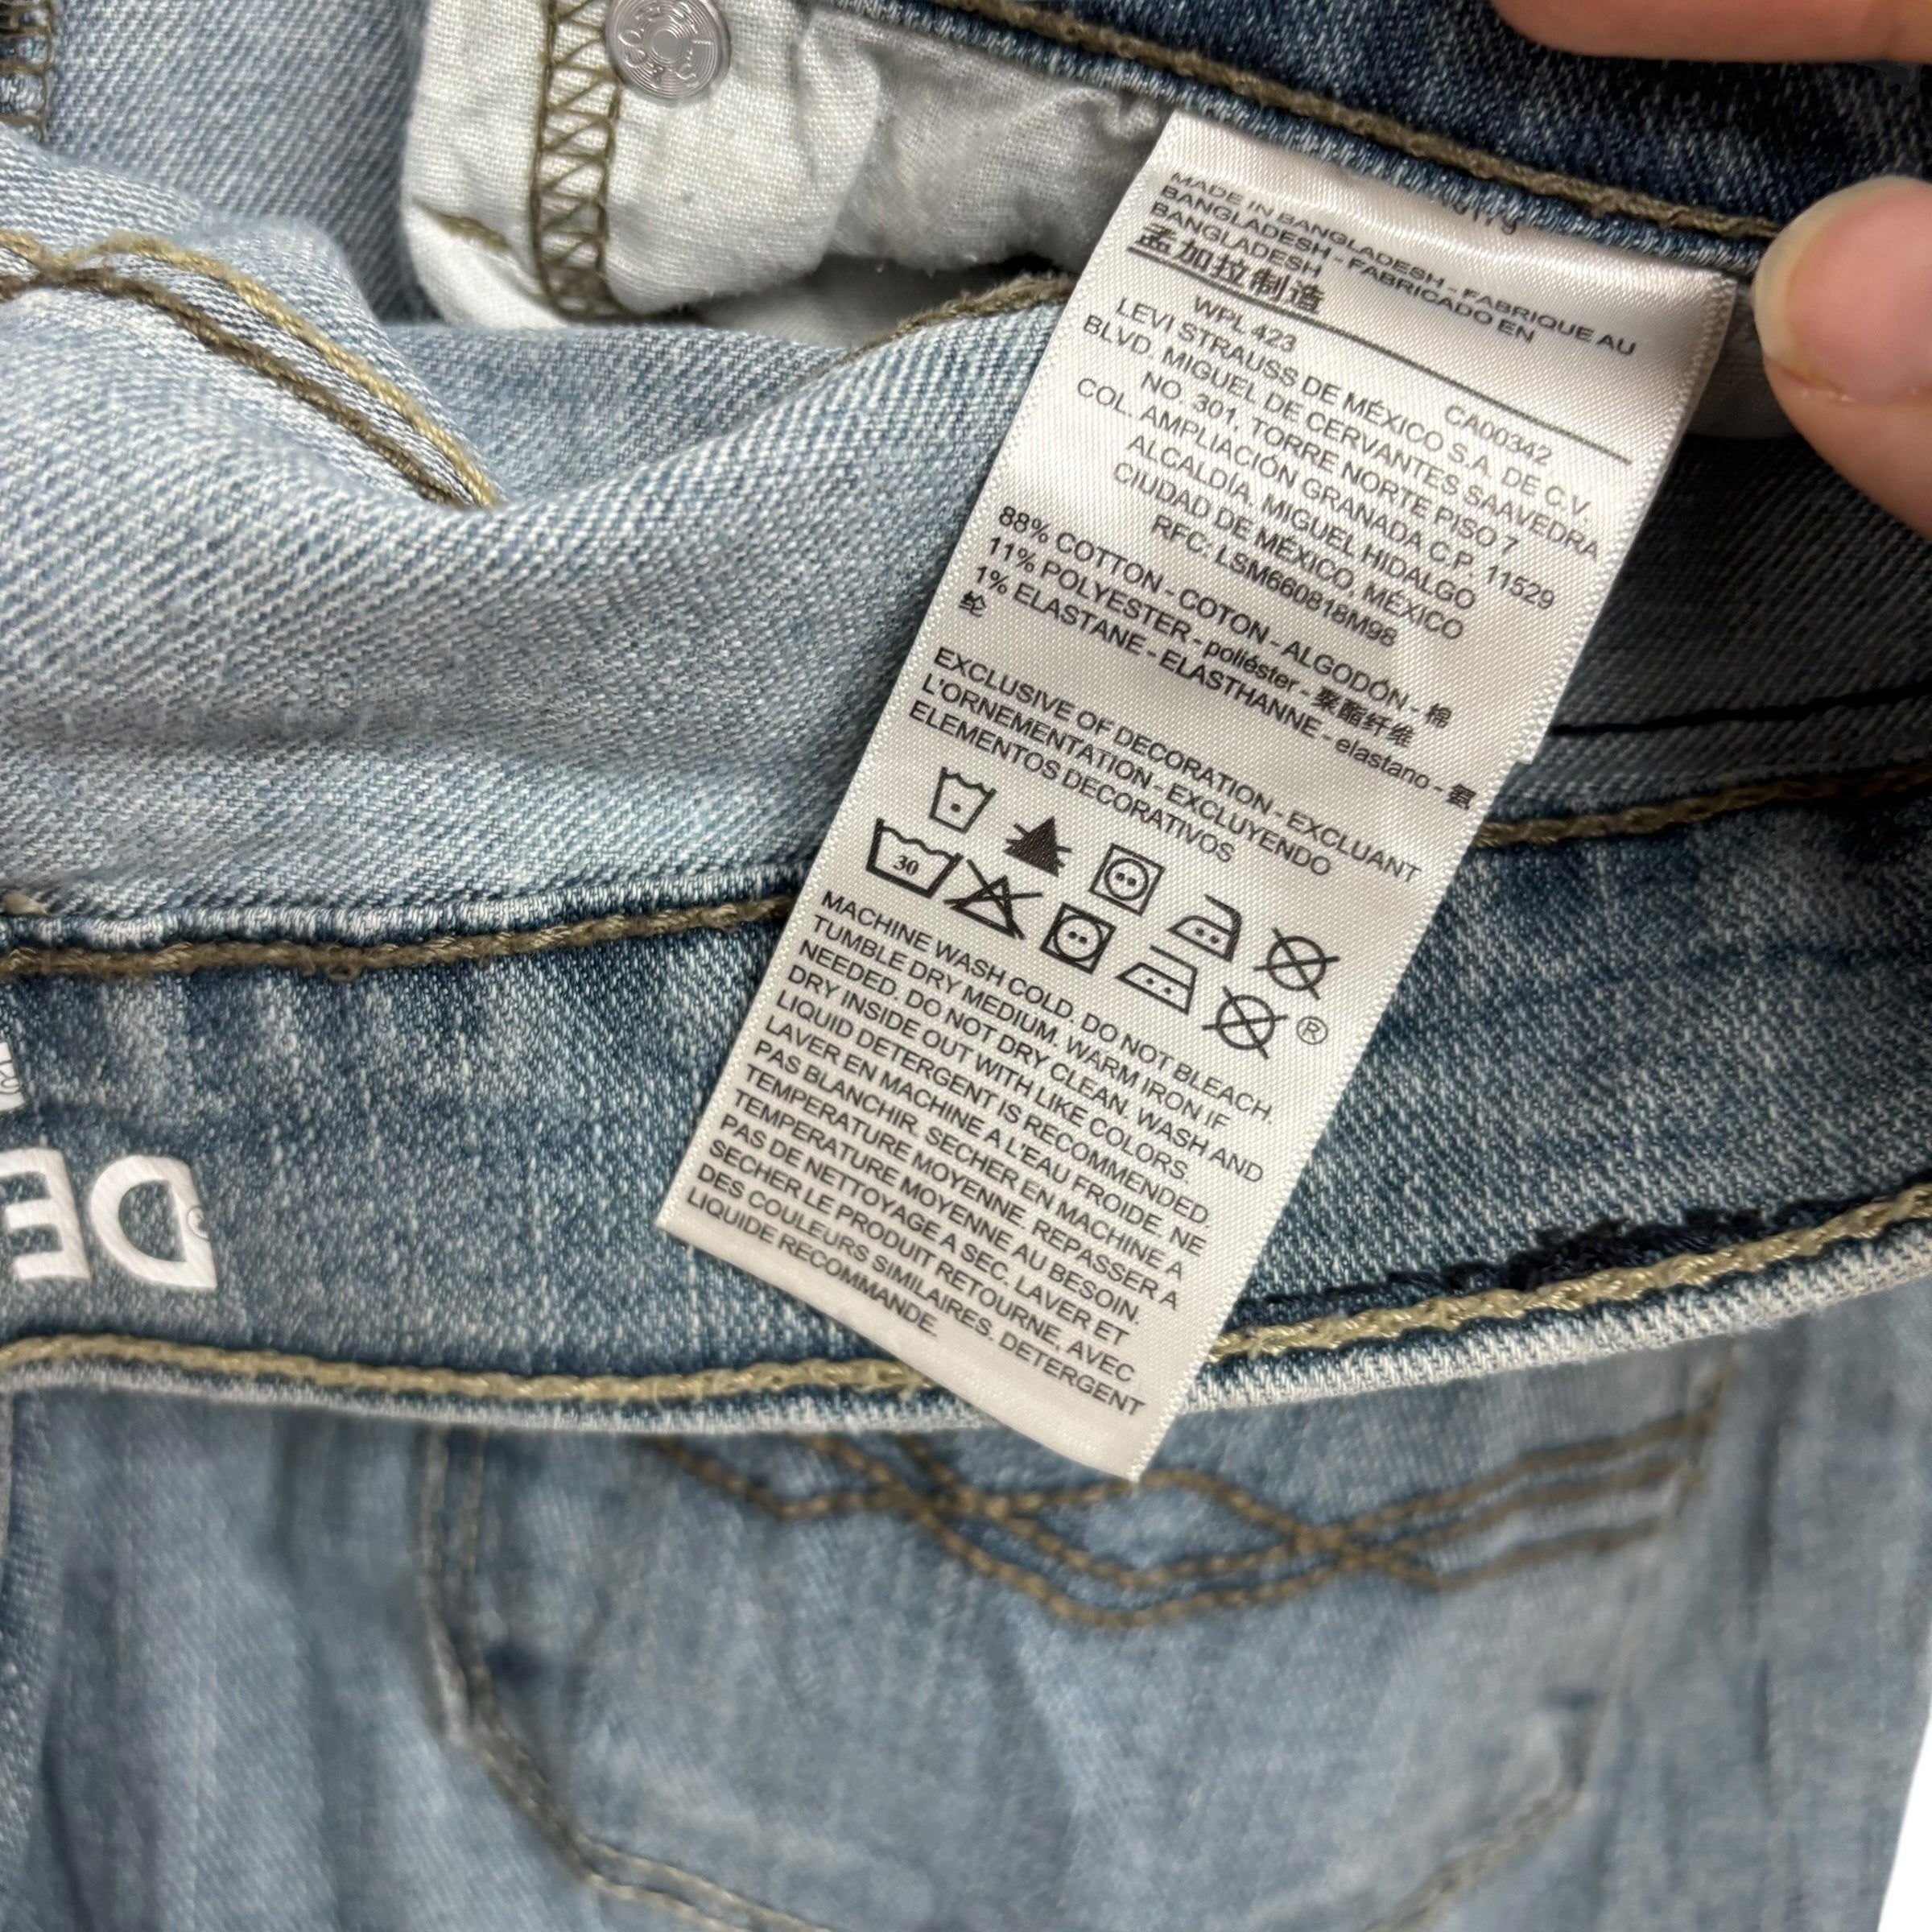 MADE IN BANGLADESH - FABRIQUE AU
BANGLADESH - FABRICADO EN
BANGLADESH
孟加拉制造
WPL 423
CA00342
LEVI STRAUSS DE MÉXICO S.A. DE C.V.
BLVD. MIGUEL DE CERVANTES SAAVEDRA
NO. 301, TORRE NORTE PISO 7
COL. AMPLIACIÓN GRANADA C.P. 11529
ALCALDÍA, MIGUEL HIDALGO
CIUDAD DE MÉXICO, MÉXICO
RFC: LSM660818M98
88% COTTON - COTON - ALGODÓN - 棉
11% POLYESTER - poliéster - 聚酯纤维
1% ELASTANE - ELASTHANNE - elastano - 氨
纶
EXCLUSIVE OF DECORATION - EXCLUANT
L'ORNEMENTATION - EXCLUYENDO
ELEMENTOS DECORATIVOS
30
®
MACHINE WASH COLD. DO NOT BLEACH.
TUMBLE DRY MEDIUM. WARM IRON IF
NEEDED. DO NOT DRY CLEAN. WASH AND
DRY INSIDE OUT WITH LIKE COLORS.
LIQUID DETERGENT IS RECOMMENDED.
LAVER EN MACHINE A L'EAU FROIDE. NE
PAS BLANCHIR. SECHER EN MACHINE A
TEMPERATURE MOYENNE. REPASSER A
TEMPERATURE MOYENNE AU BESOIN.
PAS DE NETTOYAGE A SEC. LAVER ET
SECHER LE PRODUIT RETOURNE, AVEC
DES COULEURS SIMILAIRES. DETERGENT
LIQUIDE RECOMMANDE.
DE